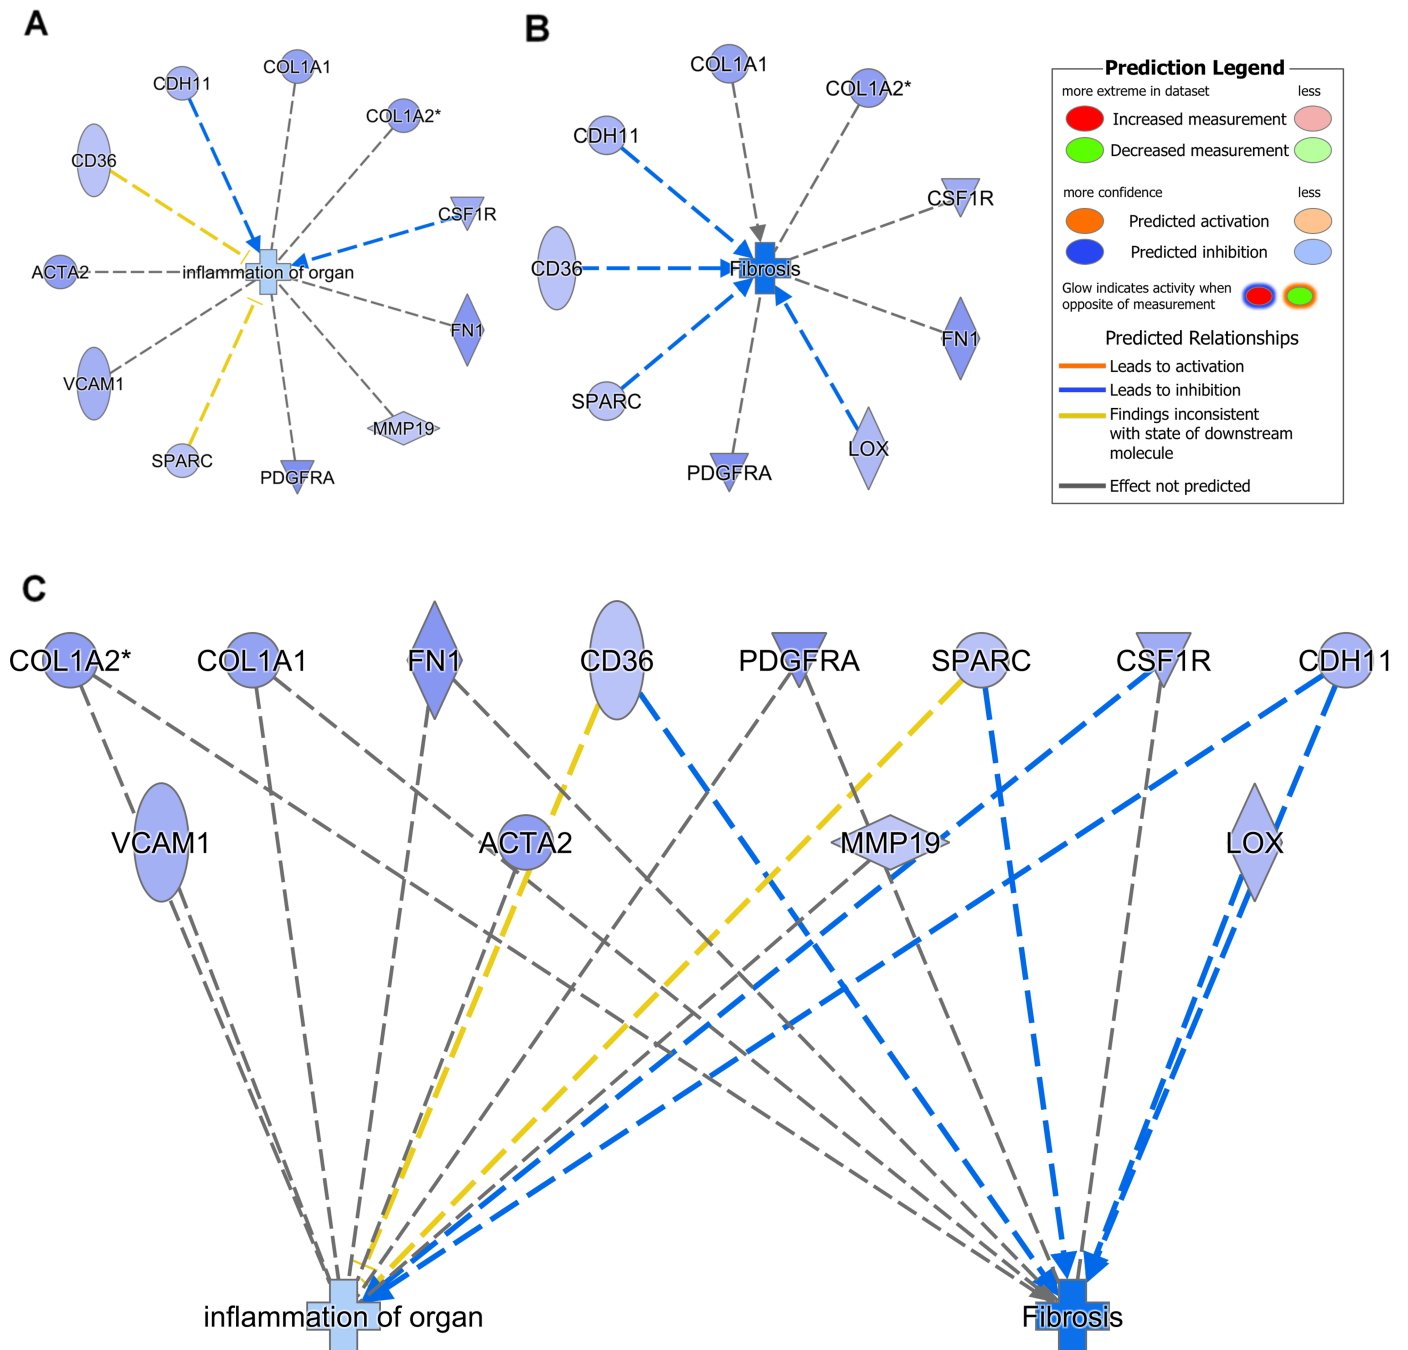 A
COL1A1
CDH11
COL1A2*
CD36
CSF1R
ACTA2
inflammation of organ
FN1
VCAM1
MMP19
SPARC
PDGFRA
B
COL1A1
COL1A2*
CDH11
CSF1R
CD36
Fibrosis
FN1
SPARC
LOX
PDGFRA
Prediction Legend
more extreme in dataset less
Increased measurement
Decreased measurement
more confidence less
Predicted activation
Predicted inhibition
Glow indicates activity when
opposite of measurement
Predicted Relationships
Leads to activation
Leads to inhibition
Findings inconsistent
with state of downstream
molecule
Effect not predicted
C
COL1A2* COL1A1 FN1 CD36 PDGFRA SPARC CSF1R CDH11
VCAM1 ACTA2 MMP19 LOX
inflammation of organ Fibrosis